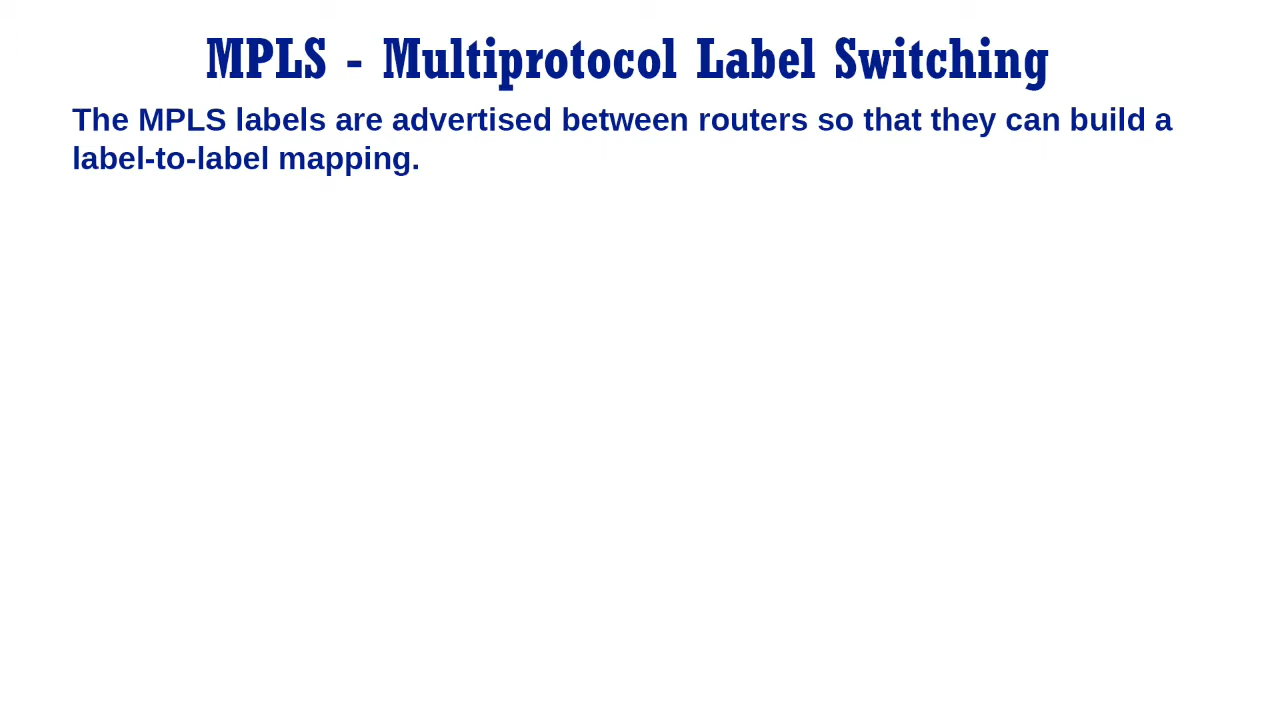 MPLS - Multiprotocol Label Switching
The MPLS labels are advertised between routers so that they can build a
label-to-label mapping.